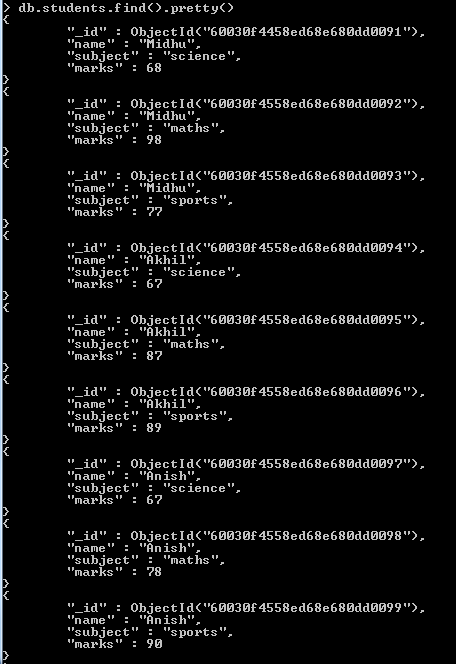 > db.students.find().pretty()
{
"_id" : ObjectId("60030f4458ed68e680dd0091"),
"name" : "Midhu",
"subject" : "science",
"marks" : 68
}
{
"_id" : ObjectId("60030f4558ed68e680dd0092"),
"name" : "Midhu",
"subject" : "maths",
"marks" : 98
}
{
"_id" : ObjectId("60030f4558ed68e680dd0093"),
"name" : "Midhu",
"subject" : "sports",
"marks" : 77
}
{
"_id" : ObjectId("60030f4558ed68e680dd0094"),
"name" : "Akhil",
"subject" : "science",
"marks" : 67
}
{
"_id" : ObjectId("60030f4558ed68e680dd0095"),
"name" : "Akhil",
"subject" : "maths",
"marks" : 87
}
{
"_id" : ObjectId("60030f4558ed68e680dd0096"),
"name" : "Akhil",
"subject" : "sports",
"marks" : 89
}
{
"_id" : ObjectId("60030f4558ed68e680dd0097"),
"name" : "Anish",
"subject" : "science",
"marks" : 67
}
{
"_id" : ObjectId("60030f4558ed68e680dd0098"),
"name" : "Anish",
"subject" : "maths",
"marks" : 78
}
{
"_id" : ObjectId("60030f4558ed68e680dd0099"),
"name" : "Anish",
"subject" : "sports",
"marks" : 90
}